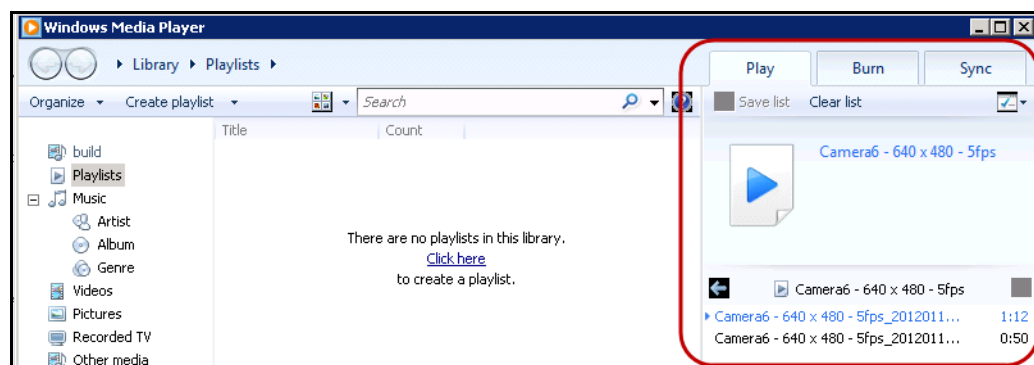 Windows Media Player
Library Playlists
Play Burn Sync
Organize Create playlist Search Save list Clear list
Title Count
build
Playlists
Music
Artist
Album
Genre
Videos
Pictures
Recorded TV
Other media
There are no playlists in this library.
Click here
to create a playlist.
Camera6 - 640 x 480 - 5fps
Camera6 - 640 x 480 - 5fps
Camera6 - 640 x 480 - 5fps_2012011... 1:12
Camera6 - 640 x 480 - 5fps_2012011... 0:50